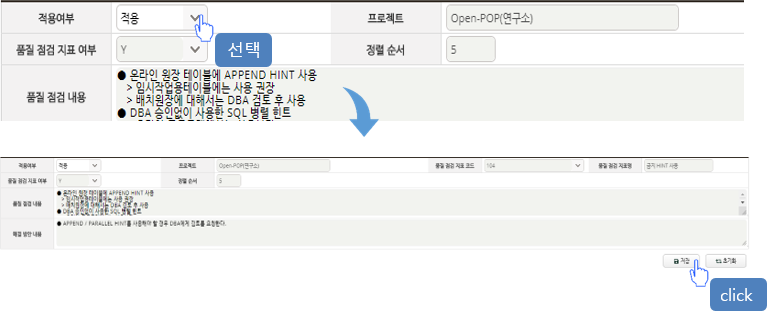 적용여부 적용 프로젝트 Open-POP(연구소)
품질 점검 지표 여부 Y 선택 정렬 순서 5
품질 점검 내용
● 온라인 원장 테이블에 APPEND HINT 사용
> 임시작업용테이블에는 사용 권장
> 배치원장에 대해서는 DBA 검토 후 사용
● DBA 승인없이 사용한 SQL 병렬 힌트
적용여부 적용 프로젝트 Open-POP(연구소) 품질 점검 지표 코드 104 품질 점검 지표명 금지 HINT 사용
품질 점검 지표 여부 Y 정렬 순서 5
품질 점검 내용
● 온라인 원장 테이블에 APPEND HINT 사용
> 임시작업용테이블에는 사용 권장
> 배치원장에 대해서는 DBA 검토 후 사용
● DBA 승인없이 사용한 SQL 병렬 힌트
해결 방안 내용 ● APPEND / PARALLEL HINT를 사용해야 할 경우 DBA에게 검토를 요청한다.
저장 초기화
click